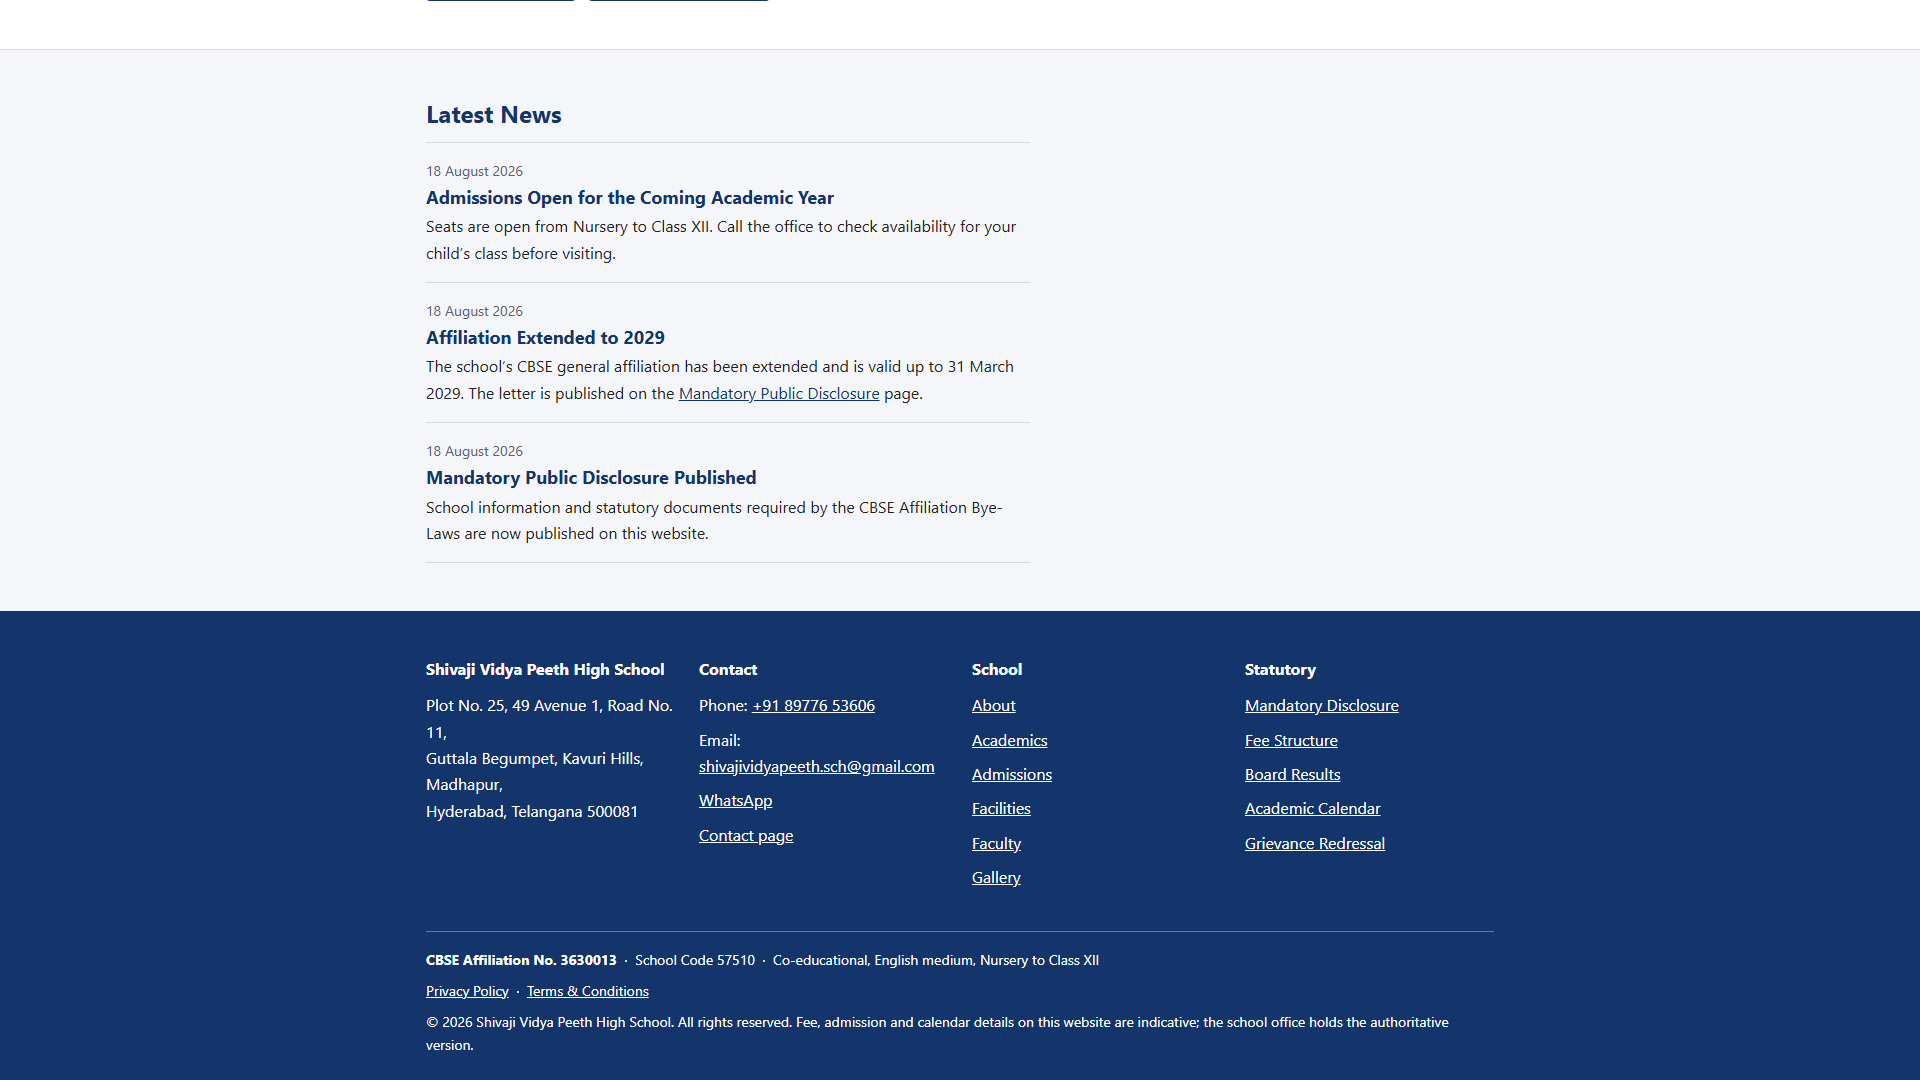 Latest News
18 August 2026
Admissions Open for the Coming Academic Year
Seats are open from Nursery to Class XII. Call the office to check availability for your
child’s class before visiting.
18 August 2026
Affiliation Extended to 2029
The school’s CBSE general affiliation has been extended and is valid up to 31 March
2029. The letter is published on the Mandatory Public Disclosure page.
18 August 2026
Mandatory Public Disclosure Published
School information and statutory documents required by the CBSE Affiliation Bye-
Laws are now published on this website.
Shivaji Vidya Peeth High School
Plot No. 25, 49 Avenue 1, Road No.
11,
Guttala Begumpet, Kavuri Hills,
Madhapur,
Hyderabad, Telangana 500081
Contact
Phone: +91 89776 53606
Email:
shivajividyapeeth.sch@gmail.com
WhatsApp
Contact page
School
About
Academics
Admissions
Facilities
Faculty
Gallery
Statutory
Mandatory Disclosure
Fee Structure
Board Results
Academic Calendar
Grievance Redressal
CBSE Affiliation No. 3630013 · School Code 57510 · Co-educational, English medium, Nursery to Class XII
Privacy Policy · Terms & Conditions
© 2026 Shivaji Vidya Peeth High School. All rights reserved. Fee, admission and calendar details on this website are indicative; the school office holds the authoritative
version.